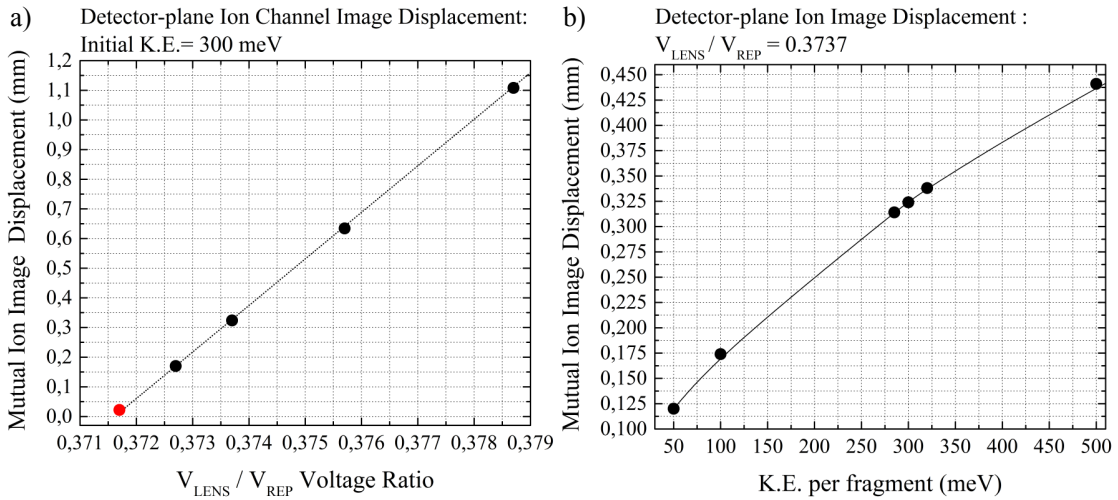 a)
Detector-plane Ion Channel Image Displacement:
Initial K.E.= 300 meV
Mutual Ion Image Displacement (mm)
1,2
1,1
1,0
0,9
0,8
0,7
0,6
0,5
0,4
0,3
0,2
0,1
0,0
0,371 0,372 0,373 0,374 0,375 0,376 0,377 0,378 0,379
V_LENS / V_REP Voltage Ratio
b)
Detector-plane Ion Image Displacement :
V_LENS / V_REP = 0.3737
Mutual Ion Image Displacement (mm)
0,450
0,425
0,400
0,375
0,350
0,325
0,300
0,275
0,250
0,225
0,200
0,175
0,150
0,125
0,100
50 100 150 200 250 300 350 400 450 500
K.E. per fragment (meV)